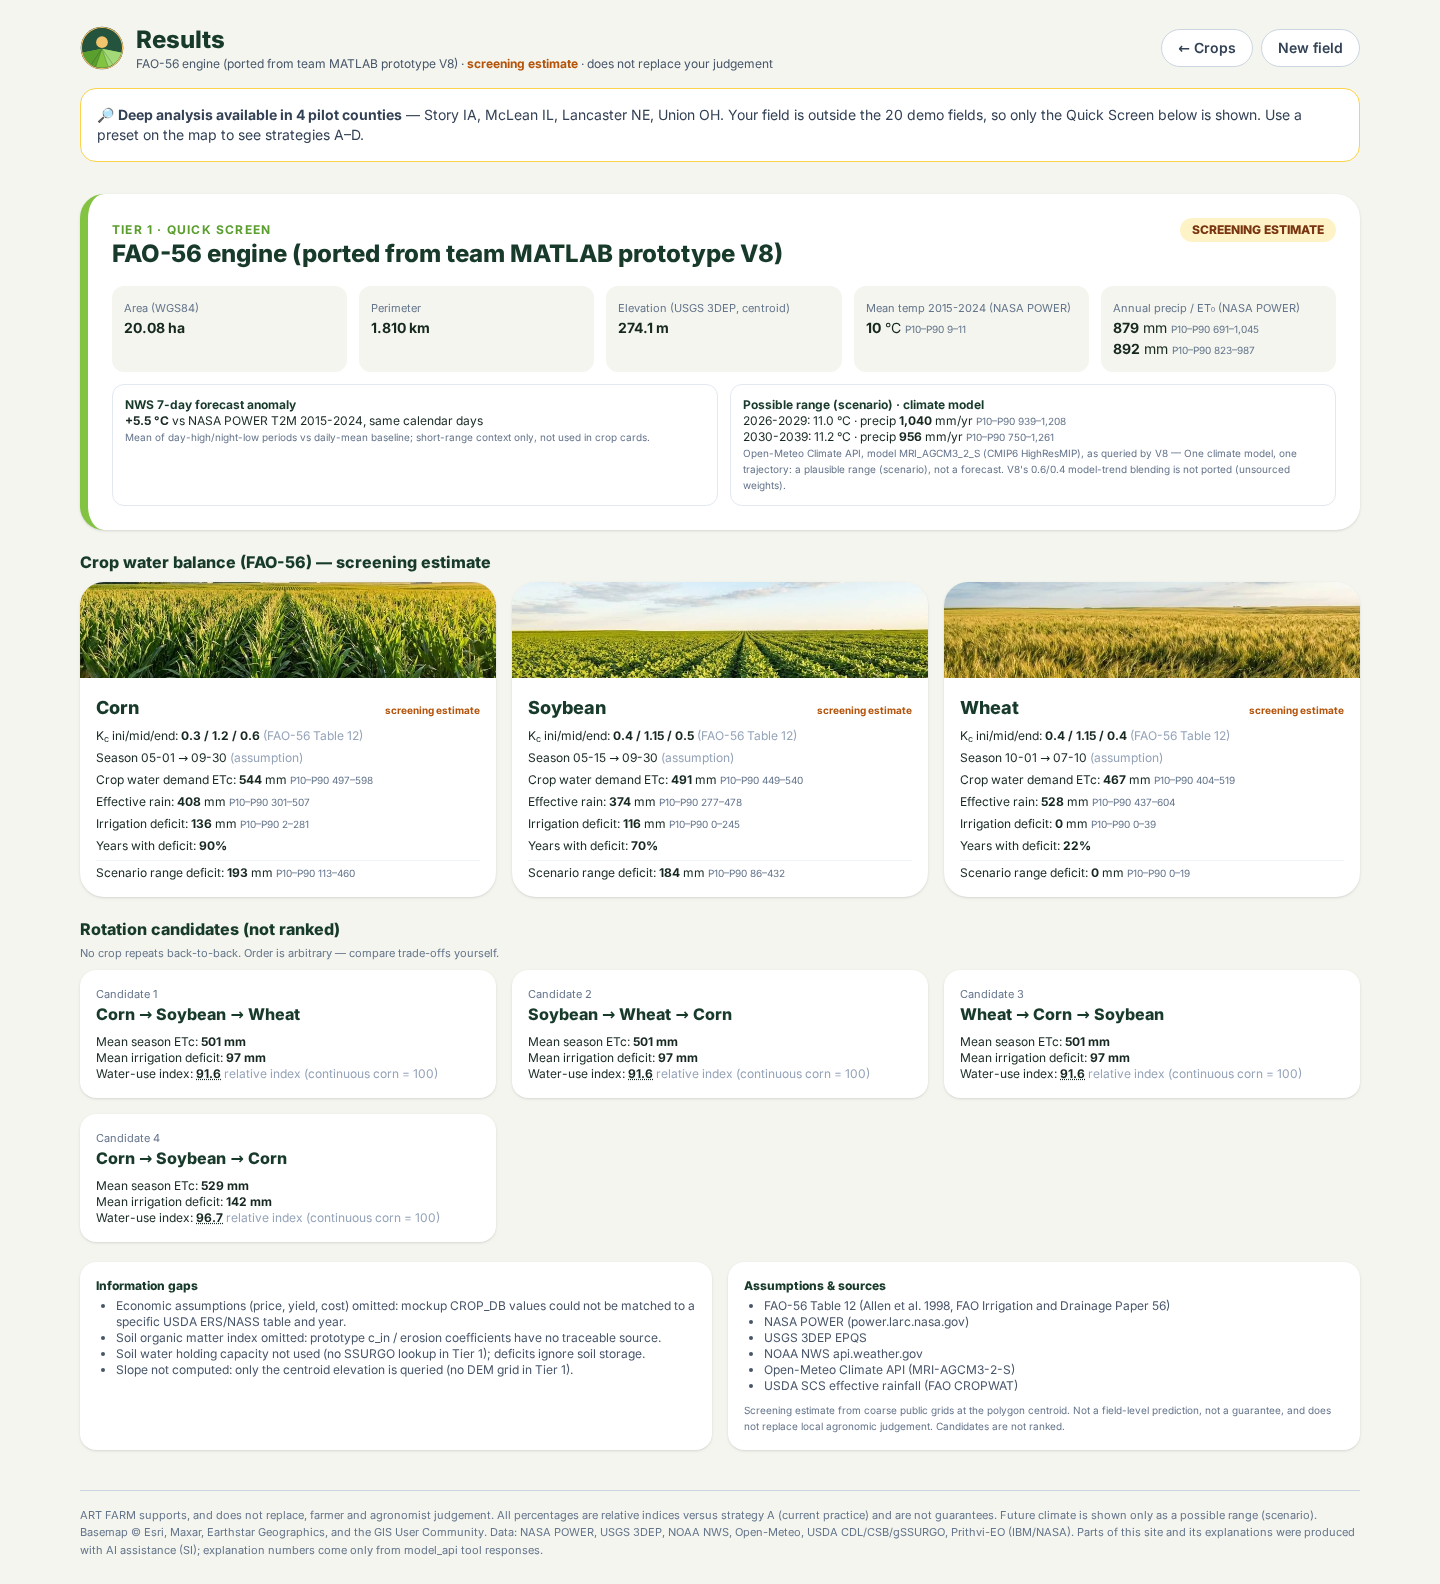 Results
FAO-56 engine (ported from team MATLAB prototype V8) · screening estimate · does not replace your judgement
← Crops
New field
🔎 Deep analysis available in 4 pilot counties — Story IA, McLean IL, Lancaster NE, Union OH. Your field is outside the 20 demo fields, so only the Quick Screen below is shown. Use a
preset on the map to see strategies A–D.
TIER 1 · QUICK SCREEN
FAO-56 engine (ported from team MATLAB prototype V8)
SCREENING ESTIMATE
Area (WGS84)
20.08 ha
Perimeter
1.810 km
Elevation (USGS 3DEP, centroid)
274.1 m
Mean temp 2015-2024 (NASA POWER)
10 °C P10–P90 9–11
Annual precip / ET₀ (NASA POWER)
879 mm P10–P90 691–1,045
892 mm P10–P90 823–987
NWS 7-day forecast anomaly
+5.5 °C vs NASA POWER T2M 2015-2024, same calendar days
Mean of day-high/night-low periods vs daily-mean baseline; short-range context only, not used in crop cards.
Possible range (scenario) · climate model
2026-2029: 11.0 °C · precip 1,040 mm/yr P10–P90 939–1,208
2030-2039: 11.2 °C · precip 956 mm/yr P10–P90 750–1,261
Open-Meteo Climate API, model MRI_AGCM3_2_S (CMIP6 HighResMIP), as queried by V8 — One climate model, one
trajectory: a plausible range (scenario), not a forecast. V8's 0.6/0.4 model-trend blending is not ported (unsourced
weights).
Crop water balance (FAO-56) — screening estimate
Corn
screening estimate
Kc ini/mid/end: 0.3 / 1.2 / 0.6 (FAO-56 Table 12)
Season 05-01 → 09-30 (assumption)
Crop water demand ETc: 544 mm P10–P90 497–598
Effective rain: 408 mm P10–P90 301–507
Irrigation deficit: 136 mm P10–P90 2–281
Years with deficit: 90%
Scenario range deficit: 193 mm P10–P90 113–460
Soybean
screening estimate
Kc ini/mid/end: 0.4 / 1.15 / 0.5 (FAO-56 Table 12)
Season 05-15 → 09-30 (assumption)
Crop water demand ETc: 491 mm P10–P90 449–540
Effective rain: 374 mm P10–P90 277–478
Irrigation deficit: 116 mm P10–P90 0–245
Years with deficit: 70%
Scenario range deficit: 184 mm P10–P90 86–432
Wheat
screening estimate
Kc ini/mid/end: 0.4 / 1.15 / 0.4 (FAO-56 Table 12)
Season 10-01 → 07-10 (assumption)
Crop water demand ETc: 467 mm P10–P90 404–519
Effective rain: 528 mm P10–P90 437–604
Irrigation deficit: 0 mm P10–P90 0–39
Years with deficit: 22%
Scenario range deficit: 0 mm P10–P90 0–19
Rotation candidates (not ranked)
No crop repeats back-to-back. Order is arbitrary — compare trade-offs yourself.
Candidate 1
Corn → Soybean → Wheat
Mean season ETc: 501 mm
Mean irrigation deficit: 97 mm
Water-use index: 91.6 relative index (continuous corn = 100)
Candidate 2
Soybean → Wheat → Corn
Mean season ETc: 501 mm
Mean irrigation deficit: 97 mm
Water-use index: 91.6 relative index (continuous corn = 100)
Candidate 3
Wheat → Corn → Soybean
Mean season ETc: 501 mm
Mean irrigation deficit: 97 mm
Water-use index: 91.6 relative index (continuous corn = 100)
Candidate 4
Corn → Soybean → Corn
Mean season ETc: 529 mm
Mean irrigation deficit: 142 mm
Water-use index: 96.7 relative index (continuous corn = 100)
Information gaps
• Economic assumptions (price, yield, cost) omitted: mockup CROP_DB values could not be matched to a
specific USDA ERS/NASS table and year.
• Soil organic matter index omitted: prototype c_in / erosion coefficients have no traceable source.
• Soil water holding capacity not used (no SSURGO lookup in Tier 1); deficits ignore soil storage.
• Slope not computed: only the centroid elevation is queried (no DEM grid in Tier 1).
Assumptions & sources
• FAO-56 Table 12 (Allen et al. 1998, FAO Irrigation and Drainage Paper 56)
• NASA POWER (power.larc.nasa.gov)
• USGS 3DEP EPQS
• NOAA NWS api.weather.gov
• Open-Meteo Climate API (MRI-AGCM3-2-S)
• USDA SCS effective rainfall (FAO CROPWAT)
Screening estimate from coarse public grids at the polygon centroid. Not a field-level prediction, not a guarantee, and does
not replace local agronomic judgement. Candidates are not ranked.
ART FARM supports, and does not replace, farmer and agronomist judgement. All percentages are relative indices versus strategy A (current practice) and are not guarantees. Future climate is shown only as a possible range (scenario).
Basemap © Esri, Maxar, Earthstar Geographics, and the GIS User Community. Data: NASA POWER, USGS 3DEP, NOAA NWS, Open-Meteo, USDA CDL/CSB/gSSURGO, Prithvi-EO (IBM/NASA). Parts of this site and its explanations were produced
with AI assistance (SI); explanation numbers come only from model_api tool responses.